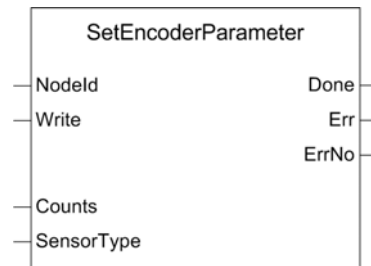 SetEncoderParameter
NodeId Done
Write Err
ErrNo
Counts
SensorType